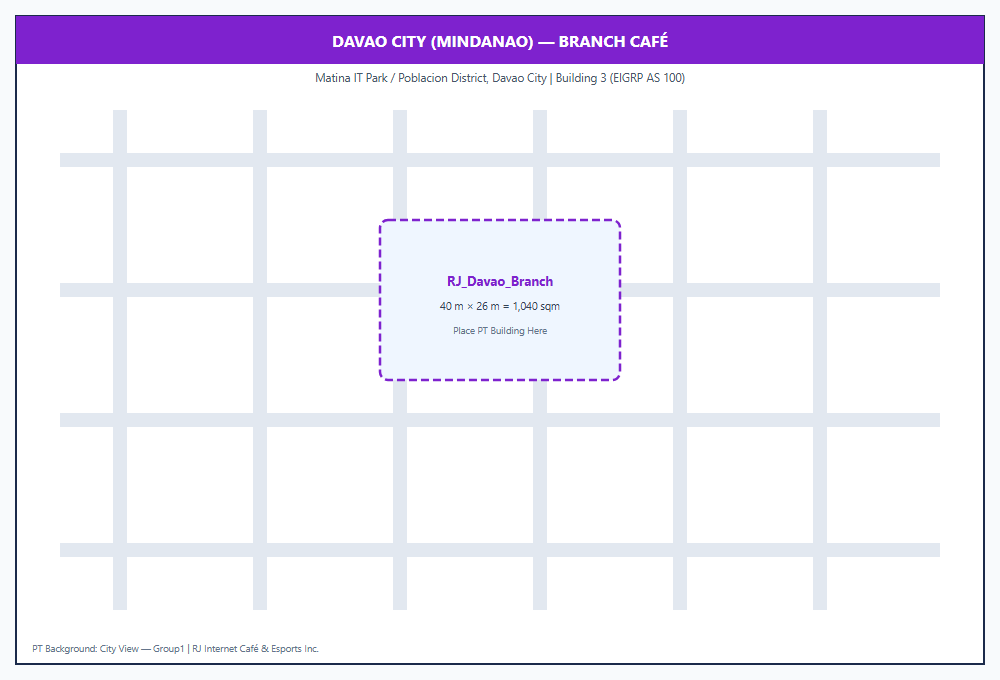 DAVAO CITY (MINDANAO) — BRANCH CAFÉ
Matina IT Park / Poblacion District, Davao City | Building 3 (EIGRP AS 100)
RJ_Davao_Branch
40 m × 26 m = 1,040 sqm
Place PT Building Here
PT Background: City View — Group1 | RJ Internet Café & Esports Inc.